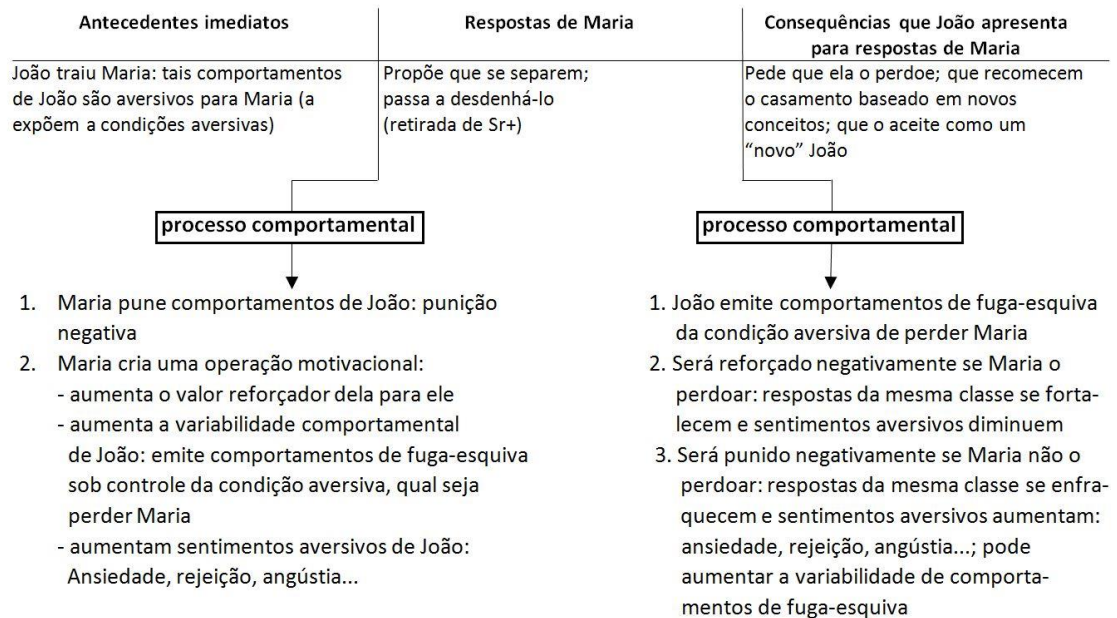 Antecedentes imediatos
Respostas de Maria
Consequências que João apresenta
para respostas de Maria
João traiu Maria: tais comportamentos
de João são aversivos para Maria (a
expõem a condições aversivas)
Propõe que se separem;
passa a desdenhá-lo
(retirada de Sr+)
Pede que ela o perdoe; que recomecem
o casamento baseado em novos
conceitos; que o aceite como um
“novo” João
processo comportamental
1. Maria pune comportamentos de João: punição
negativa
2. Maria cria uma operação motivacional:
- aumenta o valor reforçador dela para ele
- aumenta a variabilidade comportamental
de João: emite comportamentos de fuga-esquiva
sob controle da condição aversiva, qual seja
perder Maria
- aumentam sentimentos aversivos de João:
Ansiedade, rejeição, angústia...
processo comportamental
1. João emite comportamentos de fuga-esquiva
da condição aversiva de perder Maria
2. Será reforçado negativamente se Maria o
perdoar: respostas da mesma classe se forta-
lecem e sentimentos aversivos diminuem
3. Será punido negativamente se Maria não o
perdoar: respostas da mesma classe se enfra-
quecem e sentimentos aversivos aumentam:
ansiedade, rejeição, angústia...; pode
aumentar a variabilidade de comporta-
mentos de fuga-esquiva